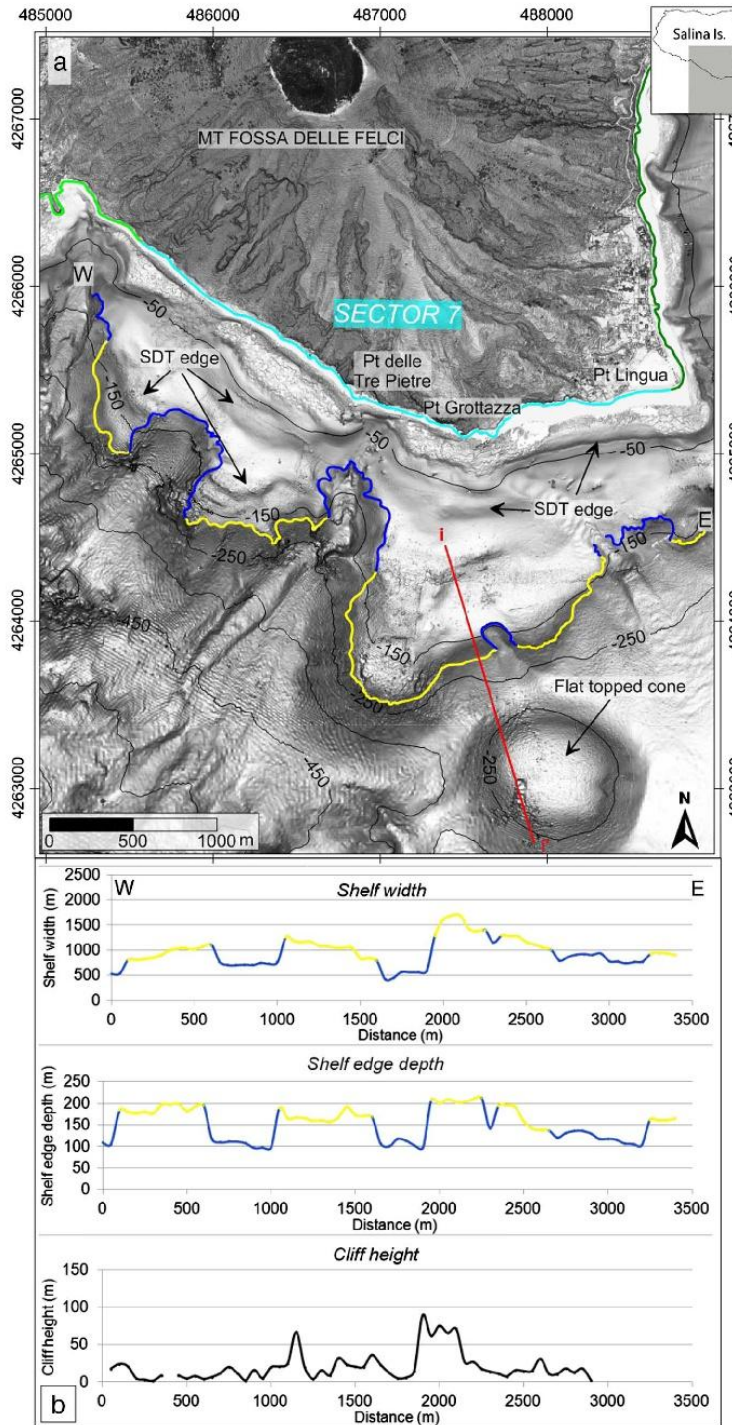 485000
486000
487000
488000
Salina Is.
a
4267000
MT FOSSA DELLE FELCI
W
4266000
-50
SECTOR 7
SDT edge
Pt delle
Tre Pietre
Pt Lingua
-150
Pt Grottazza
-50
-50
4265000
-150
SDT edge
E
-250
-150
i
4264000
-450
-150
-250
-250
Flat topped cone
-450
-250
4263000
N
0 500 1000 m
W
Shelf width
E
Shelf width (m)
2500
2000
1500
1000
500
0
0 500 1000 1500 2000 2500 3000 3500
Distance (m)
Shelf edge depth
Shelf edge depth (m)
250
200
150
100
50
0
0 500 1000 1500 2000 2500 3000 3500
Distance (m)
Cliff height
Cliff height (m)
150
100
50
0
0 500 1000 1500 2000 2500 3000 3500
Distance (m)
b